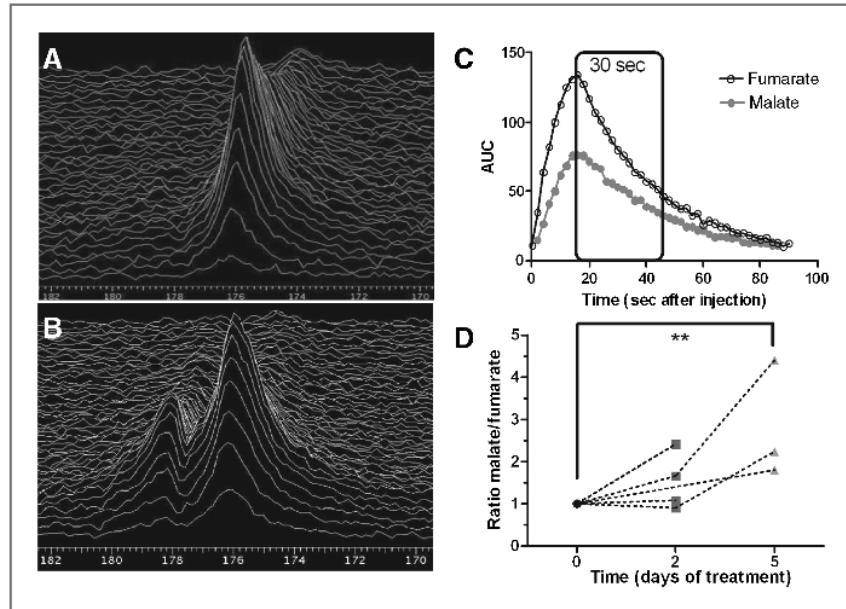 A
182 180 178 176 174 172 170
B
182 180 178 176 174 172 170
C
150
100
50
0
AUC
30 sec
Fumarate
Malate
0 20 40 60 80 100
Time (sec after injection)
D
5
4
3
2
1
0
Ratio malate/fumarate
**
0 2 5
Time (days of treatment)